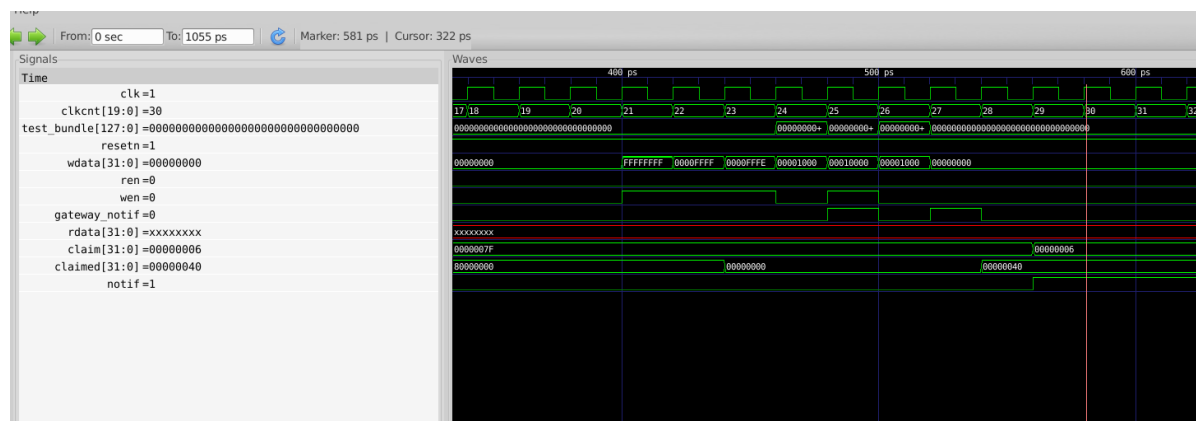 Help
From: 0 sec To: 1055 ps Marker: 581 ps | Cursor: 322 ps
Signals Waves
Time 400 ps 500 ps 600 ps
clk=1
clkcnt[19:0]=30 17 18 19 20 21 22 23 24 25 26 27 28 29 30 31 32
test_bundle[127:0]=00000000000000000000000000000000 00000000000000000000000000000000 00000000+ 00000000+ 00000000+ 00000000000000000000000000000000
resetn=1
wdata[31:0]=00000000 00000000 FFFFFFFF 0000FFFF 0000FFFE 00001000 00010000 00001000 00000000
ren=0
wen=0
gateway_notif=0
rdata[31:0]=xxxxxxxx xxxxxxxx
claim[31:0]=00000006 0000007F 00000006
claimed[31:0]=00000040 80000000 00000000 00000040
notif=1